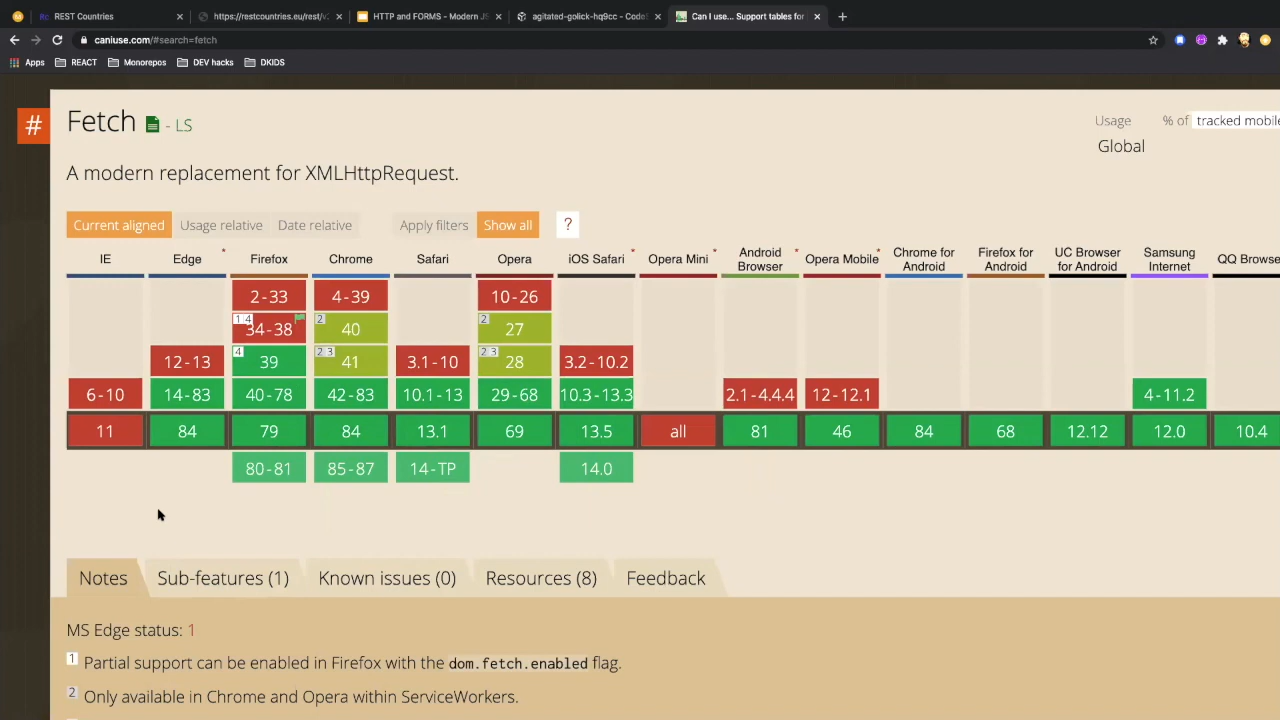 REST Countries
https://restcountries.eu/rest/v
HTTP and FORMS - Modern JS
agitated-golick-hq9cc - CodeS
Can I use... Support tables for
caniuse.com/#search=fetch
Apps
REACT
Monorepos
DEV hacks
DKIDS
#
Fetch - LS
Usage % of tracked mobile
Global
A modern replacement for XMLHttpRequest.
Current aligned Usage relative Date relative Apply filters Show all ?
IE Edge * Firefox Chrome Safari Opera iOS Safari * Opera Mini * Android Browser * Opera Mobile * Chrome for Android Firefox for Android UC Browser for Android Samsung Internet QQ Browse
2-33 4-39 10-26
1 4 34-38 2 40 2 27
12-13 4 39 2 3 41 3.1-10 2 3 28 3.2-10.2
6-10 14-83 40-78 42-83 10.1-13 29-68 10.3-13.3 2.1-4.4.4 12-12.1 4-11.2
11 84 79 84 13.1 69 13.5 all 81 46 84 68 12.12 12.0 10.4
80-81 85-87 14-TP 14.0
Notes Sub-features (1) Known issues (0) Resources (8) Feedback
MS Edge status: 1
1 Partial support can be enabled in Firefox with the dom.fetch.enabled flag.
2 Only available in Chrome and Opera within ServiceWorkers.